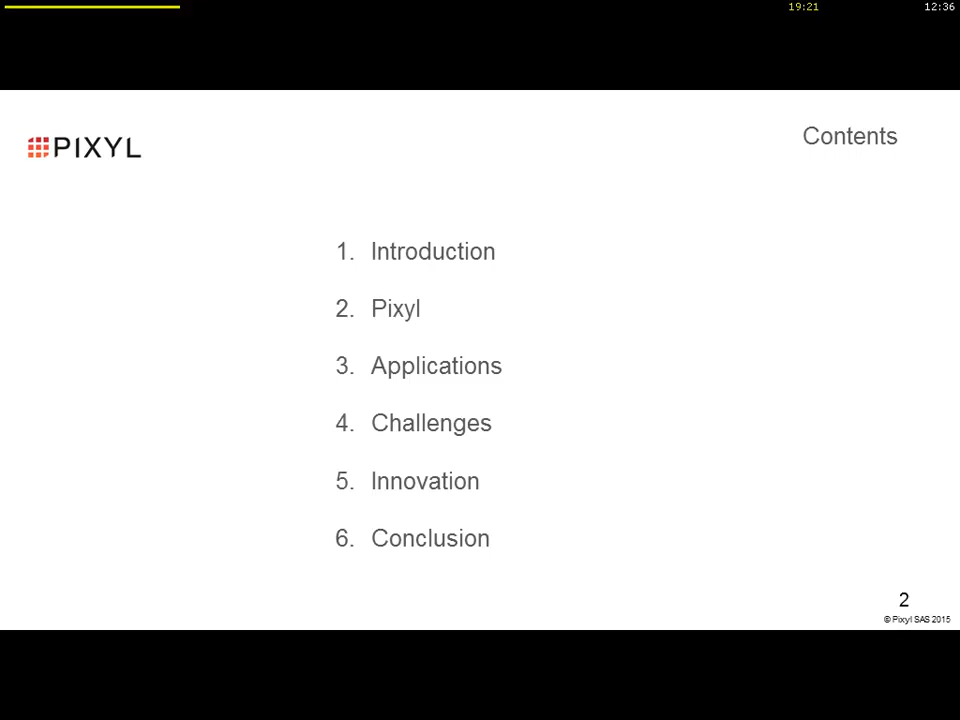 19:21 12:36
PIXYL
Contents
1. Introduction
2. Pixyl
3. Applications
4. Challenges
5. Innovation
6. Conclusion
2
© Pixyl SAS 2015